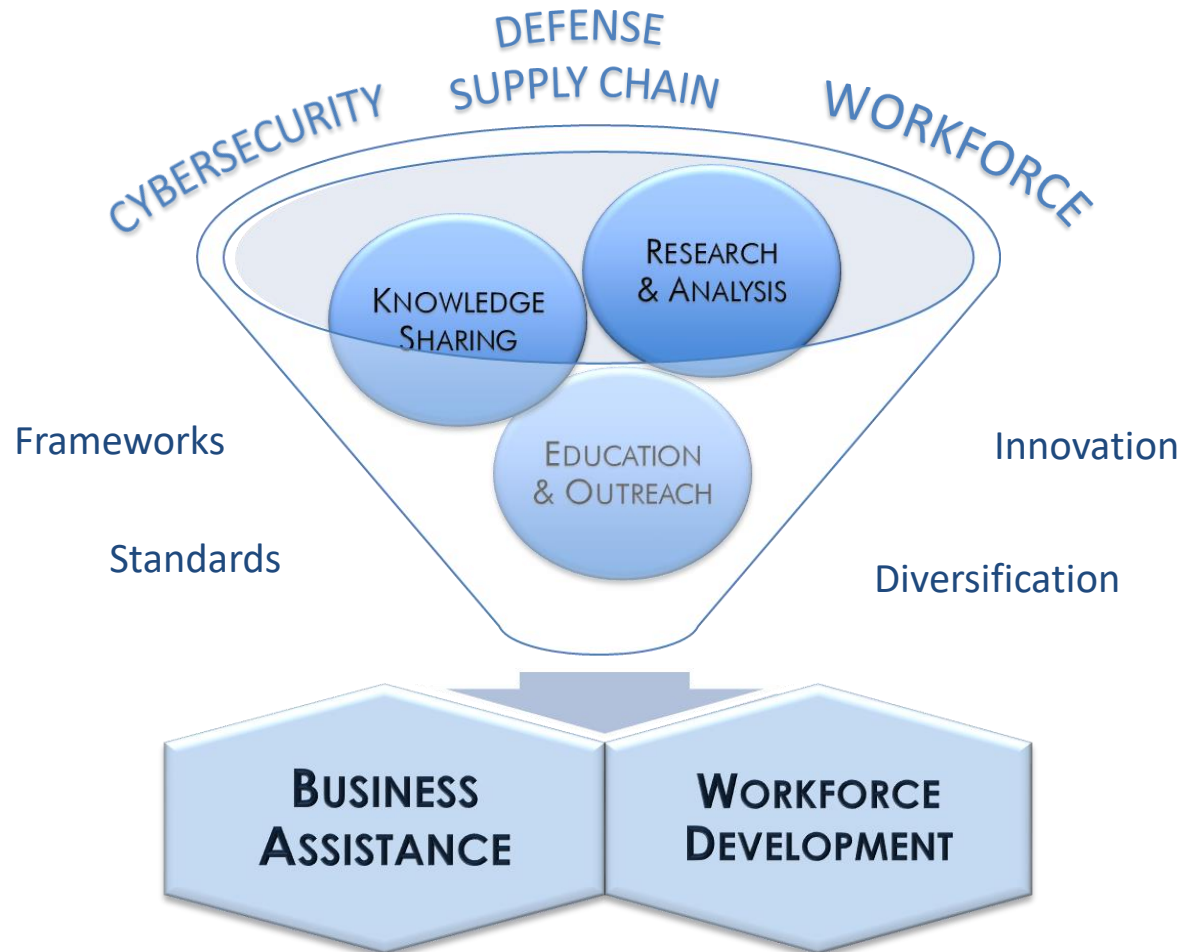 DEFENSE
SUPPLY CHAIN
CYBERSECURITY
WORKFORCE
KNOWLEDGE
SHARING
RESEARCH
& ANALYSIS
EDUCATION
& OUTREACH
Frameworks
Standards
Innovation
Diversification
BUSINESS
ASSISTANCE
WORKFORCE
DEVELOPMENT